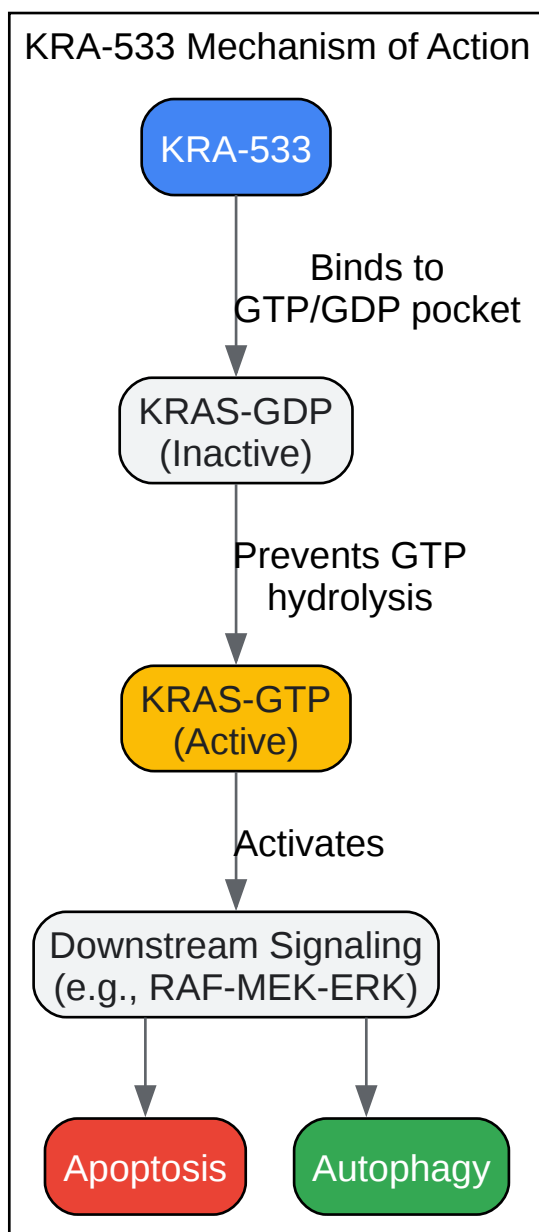 KRA-533 Mechanism of Action
KRA-533
Binds to
GTP/GDP pocket
KRAS-GDP
(Inactive)
Prevents GTP
hydrolysis
KRAS-GTP
(Active)
Activates
Downstream Signaling
(e.g., RAF-MEK-ERK)
Apoptosis
Autophagy